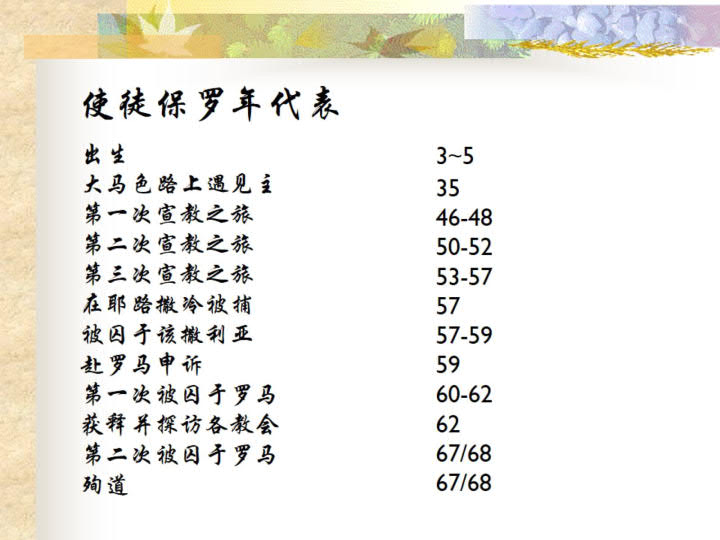 使徒保罗年代表
出生 3~5
大马色路上遇见主 35
第一次宣教之旅 46-48
第二次宣教之旅 50-52
第三次宣教之旅 53-57
在耶路撒冷被捕 57
被囚于该撒利亚 57-59
赴罗马申诉 59
第一次被囚于罗马 60-62
获释并探访各教会 62
第二次被囚于罗马 67/68
殉道 67/68